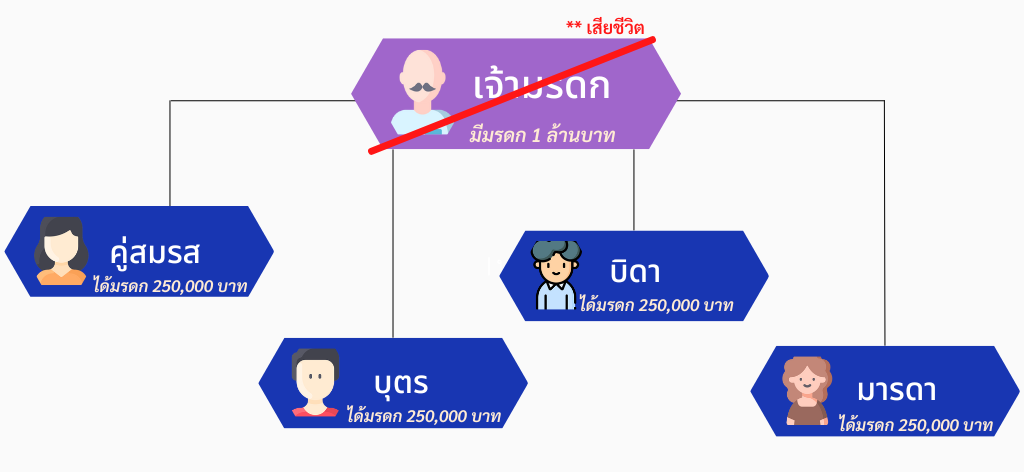 ** เสียชีวิต
เจ้ามรดก
มีมรดก 1 ล้านบาท
คู่สมรส
ได้มรดก 250,000 บาท
บิดา
ได้มรดก 250,000 บาท
บุตร
ได้มรดก 250,000 บาท
มารดา
ได้มรดก 250,000 บาท